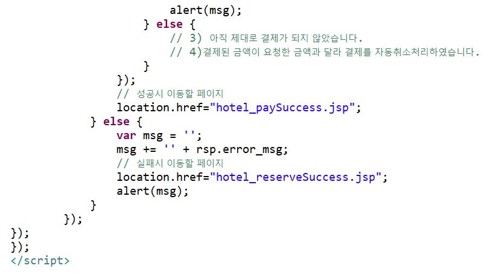 alert(msg);
} else {
// 3) 아직 제대로 결제가 되지 않았습니다.
// 4)결제된 금액이 요청한 금액과 달라 결제를 자동취소처리하였습니다.
}
});
// 성공시 이동할 페이지
location.href="hotel_paySuccess.jsp";
} else {
var msg = '';
msg += '' + rsp.error_msg;
// 실패시 이동할 페이지
location.href="hotel_reserveSuccess.jsp";
alert(msg);
}
});
});
});
</script>